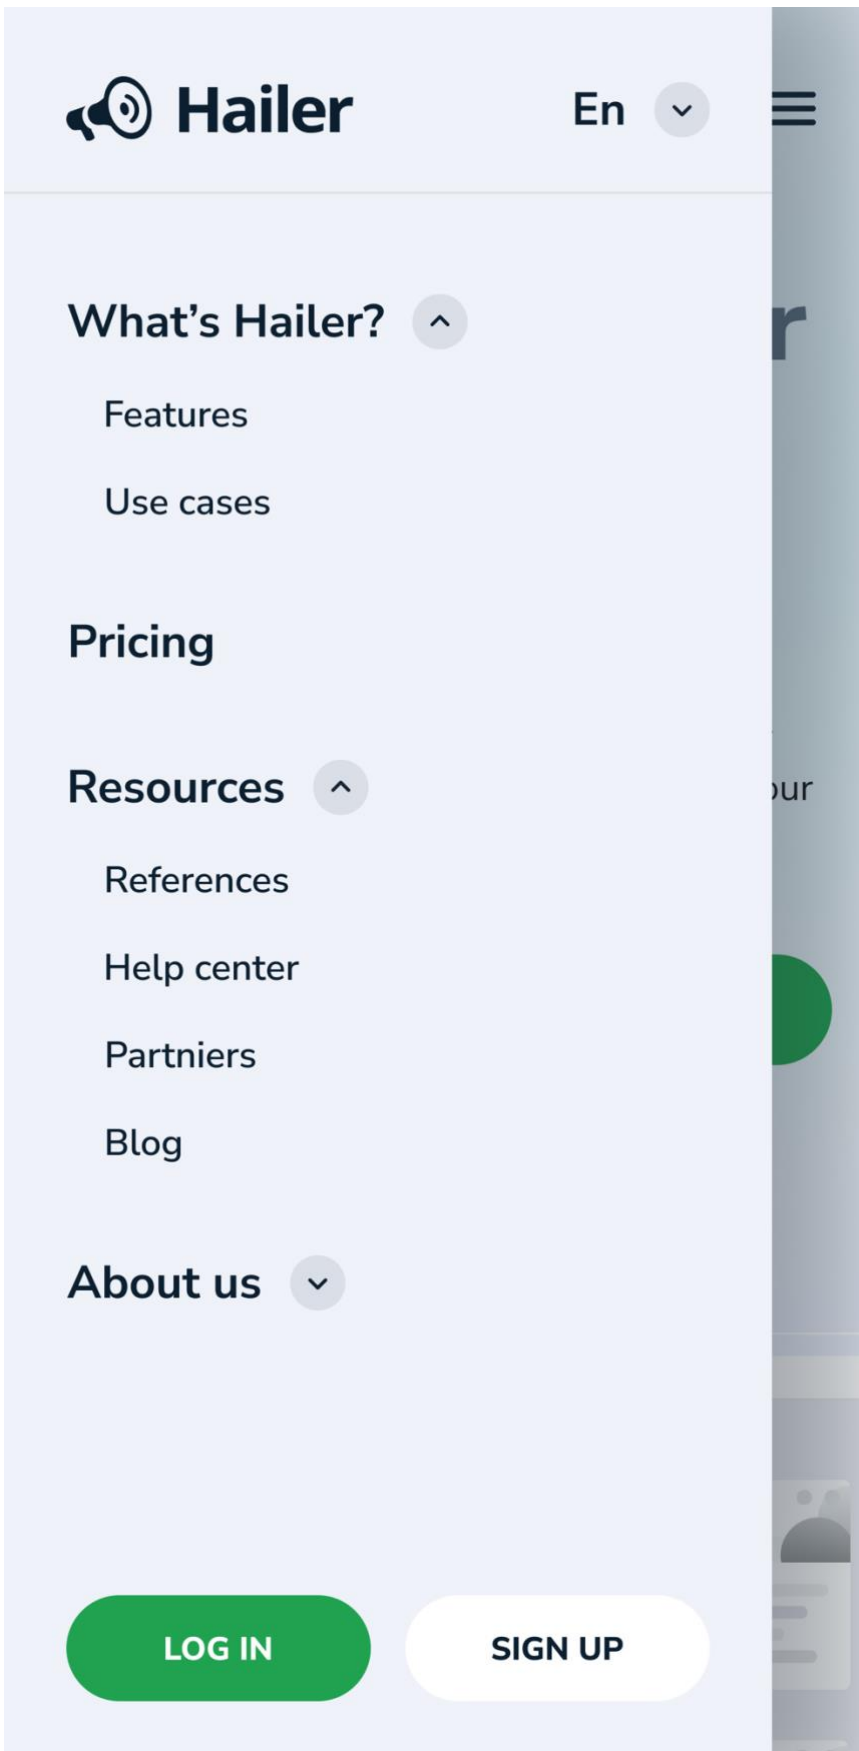 Hailer
En
What's Hailer?
Features
Use cases
Pricing
Resources
References
Help center
Partniers
Blog
About us
LOG IN
SIGN UP